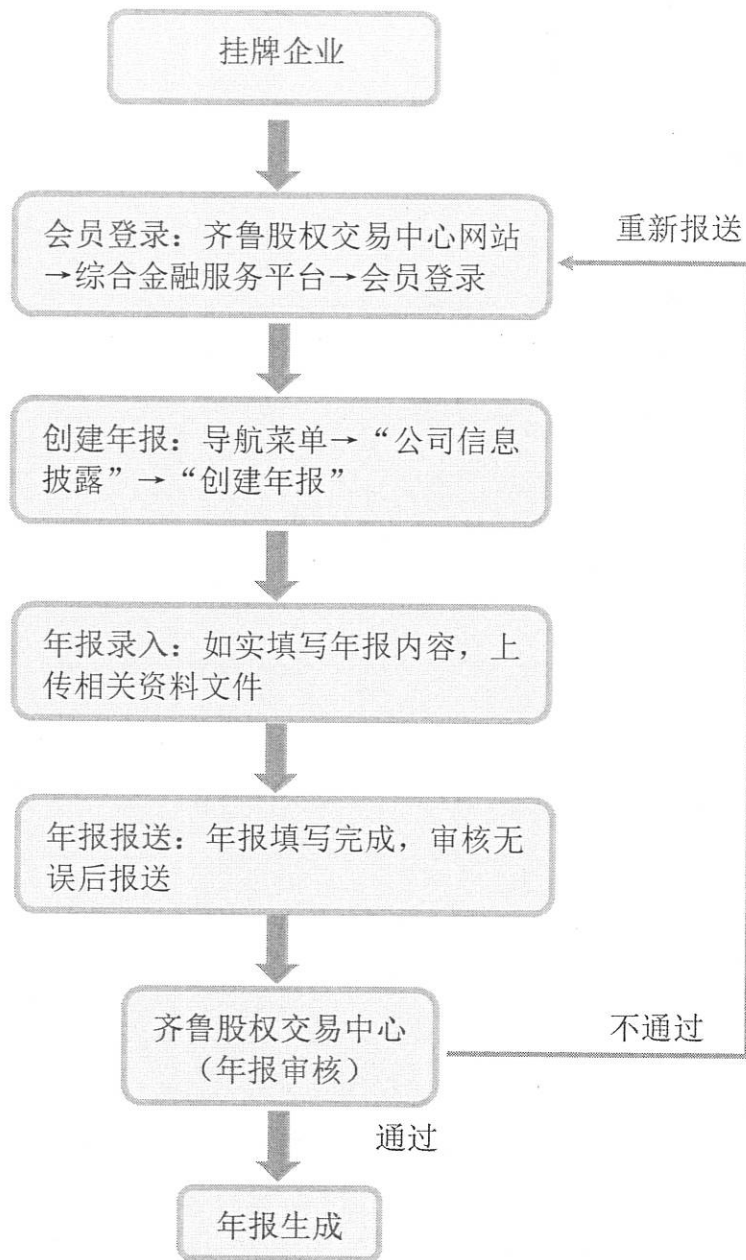 挂牌企业
会员登录：齐鲁股权交易中心网站
→综合金融服务平台→会员登录
重新报送
创建年报：导航菜单→“公司信息
披露”→“创建年报”
年报录入：如实填写年报内容，上
传相关资料文件
年报报送：年报填写完成，审核无
误后报送
齐鲁股权交易中心
（年报审核）
不通过
通过
年报生成